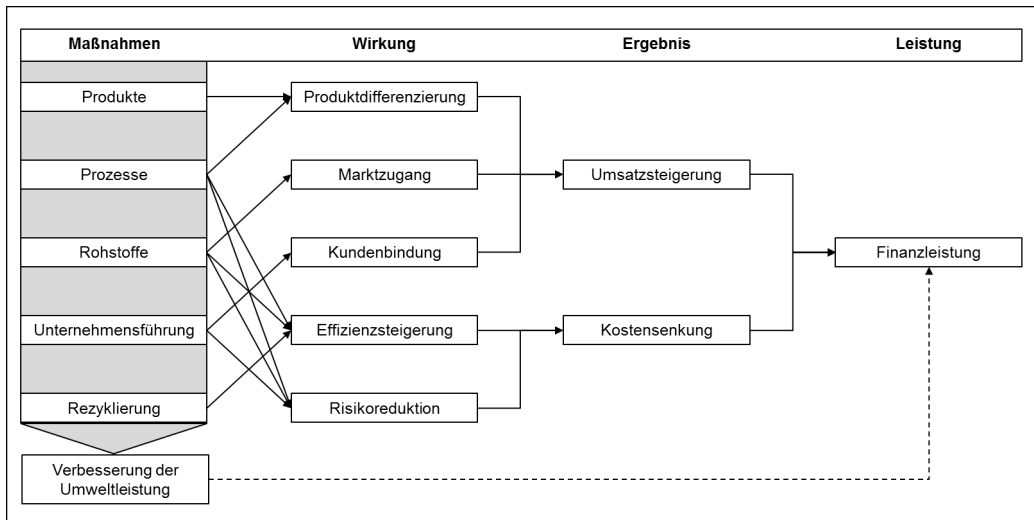 Maßnahmen Wirkung Ergebnis Leistung
Produkte Produktdifferenzierung
Prozesse Marktzugang Umsatzsteigerung
Rohstoffe Kundenbindung Finanzleistung
Unternehmensführung Effizienzsteigerung Kostensenkung
Rezyklierung Risikoreduktion
Verbesserung der
Umweltleistung